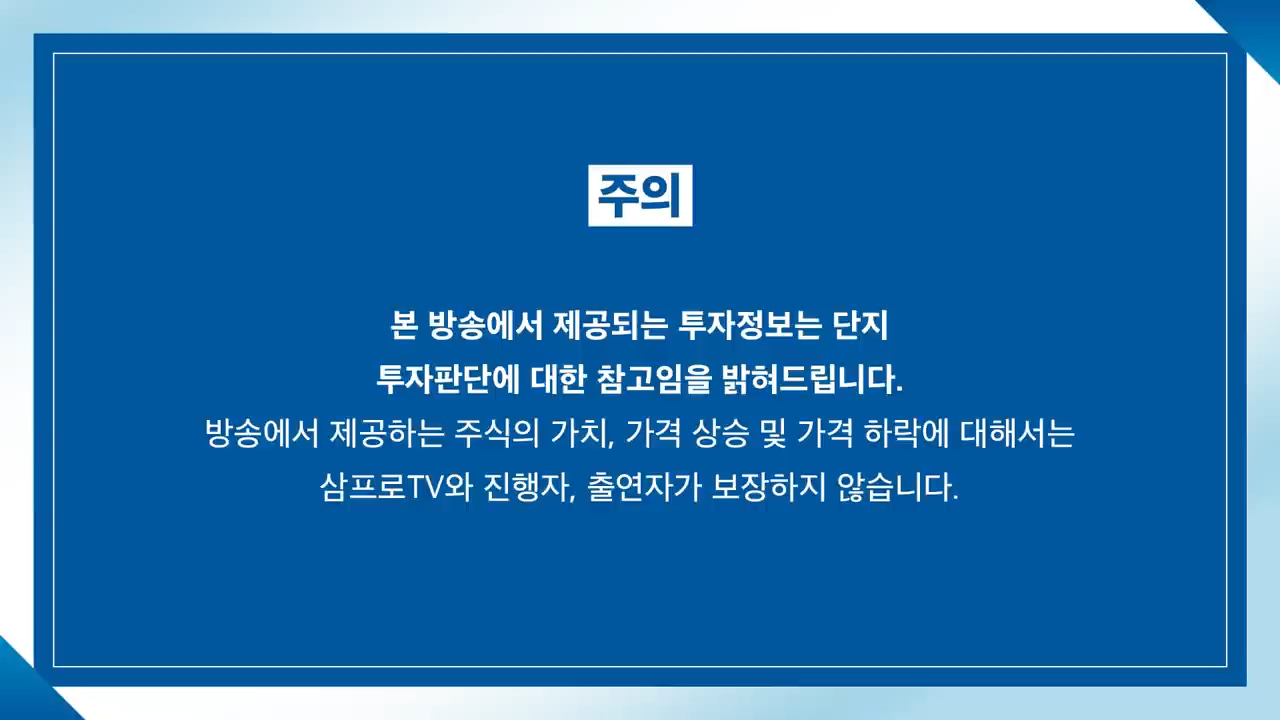 주의
본 방송에서 제공되는 투자정보는 단지
투자판단에 대한 참고임을 밝혀드립니다.
방송에서 제공하는 주식의 가치, 가격 상승 및 가격 하락에 대해서는
삼프로TV와 진행자, 출연자가 보장하지 않습니다.